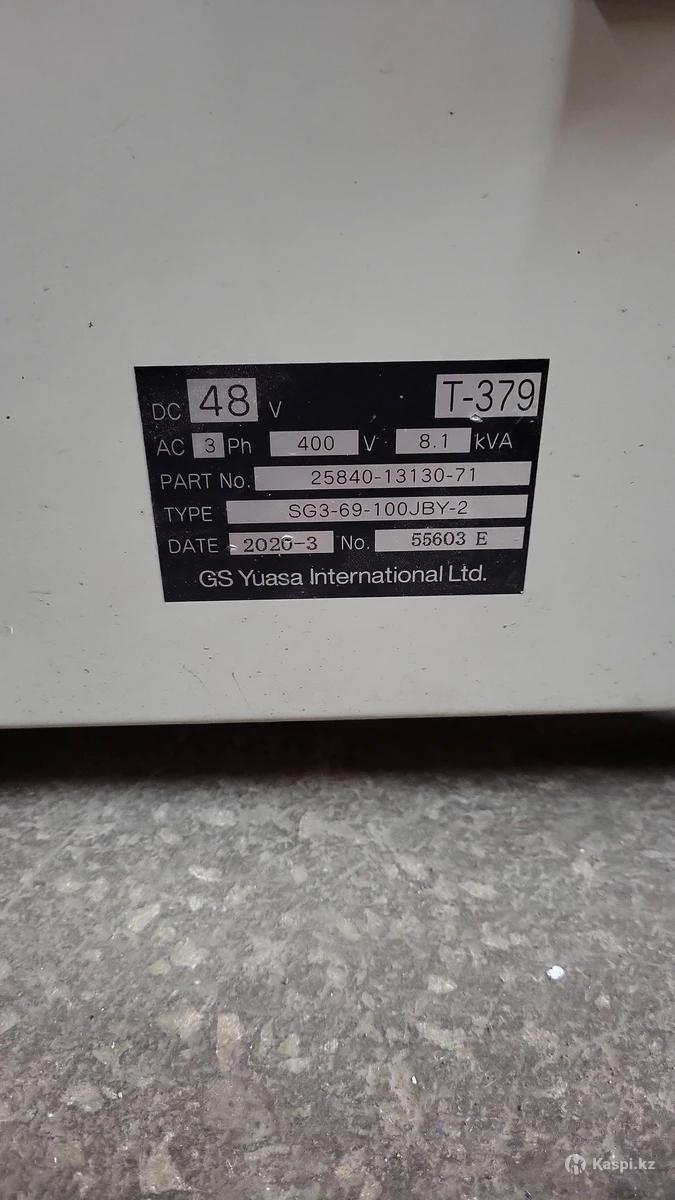 DC 48 V T-379
AC 3 Ph 400 V 8.1 kVA
PART No. 25840-13130-71
TYPE SG3-69-100JBY-2
DATE 2020-3 No. 55603 E
GS Yuasa International Ltd.
Kaspi.kz